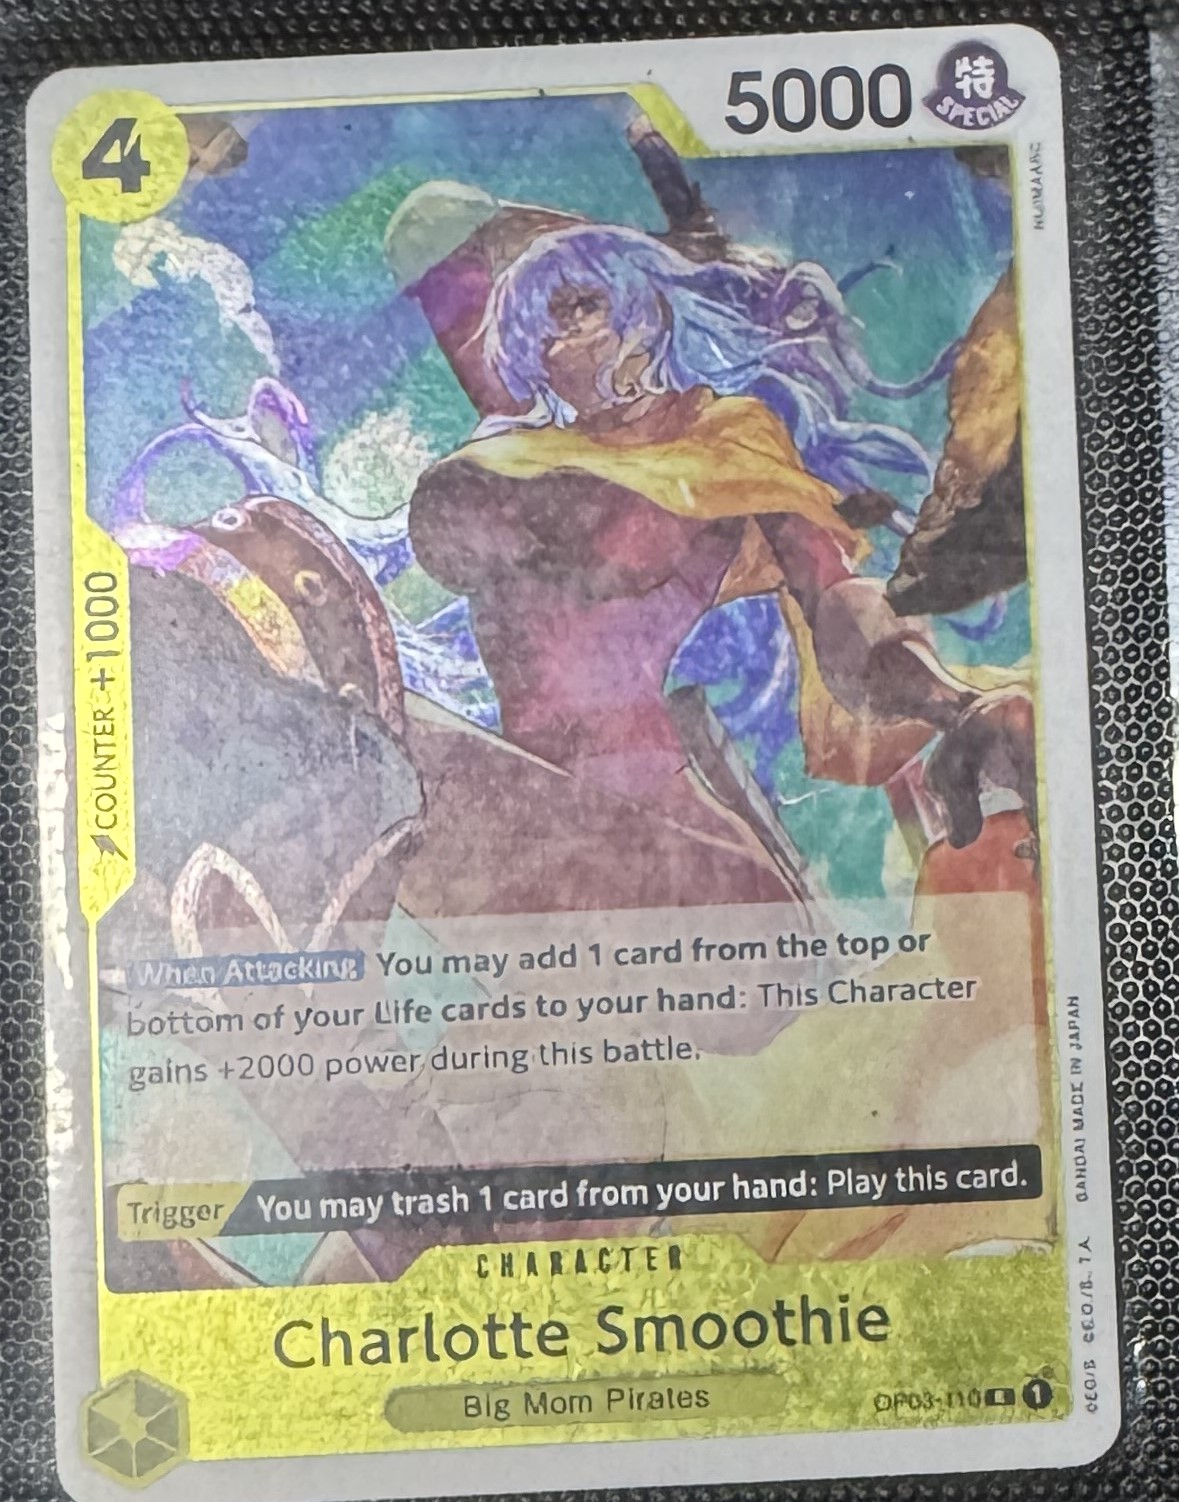 4
5000
特
SPECIAL
COUNTER +1000
When Attacking You may add 1 card from the top or
bottom of your Life cards to your hand: This Character
gains +2000 power during this battle.
Trigger You may trash 1 card from your hand: Play this card.
CHARACTER
Charlotte Smoothie
Big Mom Pirates
OP03-110 R 1
BANDAI MADE IN JAPAN